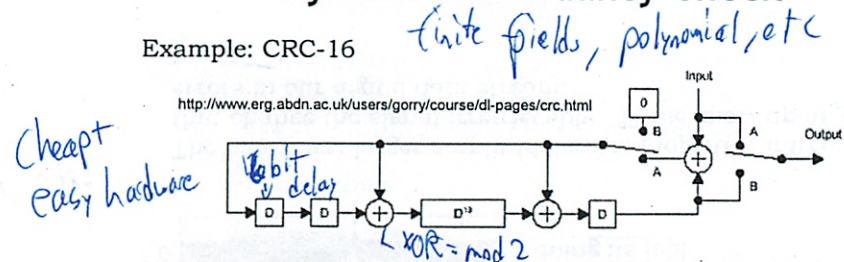 Example: CRC-16
finite fields, polynomial, etc
http://www.erg.abdn.ac.uk/users/gorry/course/dl-pages/crc.html
Input
0
B
A
Output
A
B
Cheap +
easy hardware
bit
delay
D
D
+
D¹³
+
D
+
XOR = mod 2